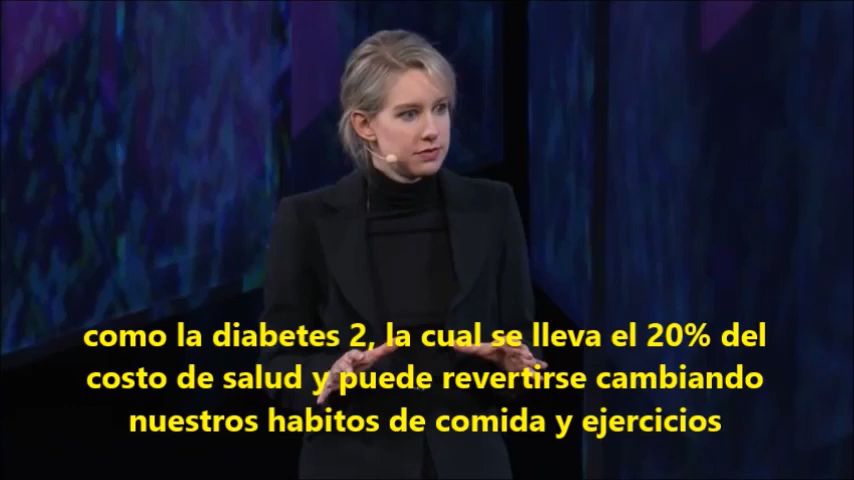 como la diabetes 2, la cual se lleva el 20% del
costo de salud y puede revertirse cambiando
nuestros habitos de comida y ejercicios